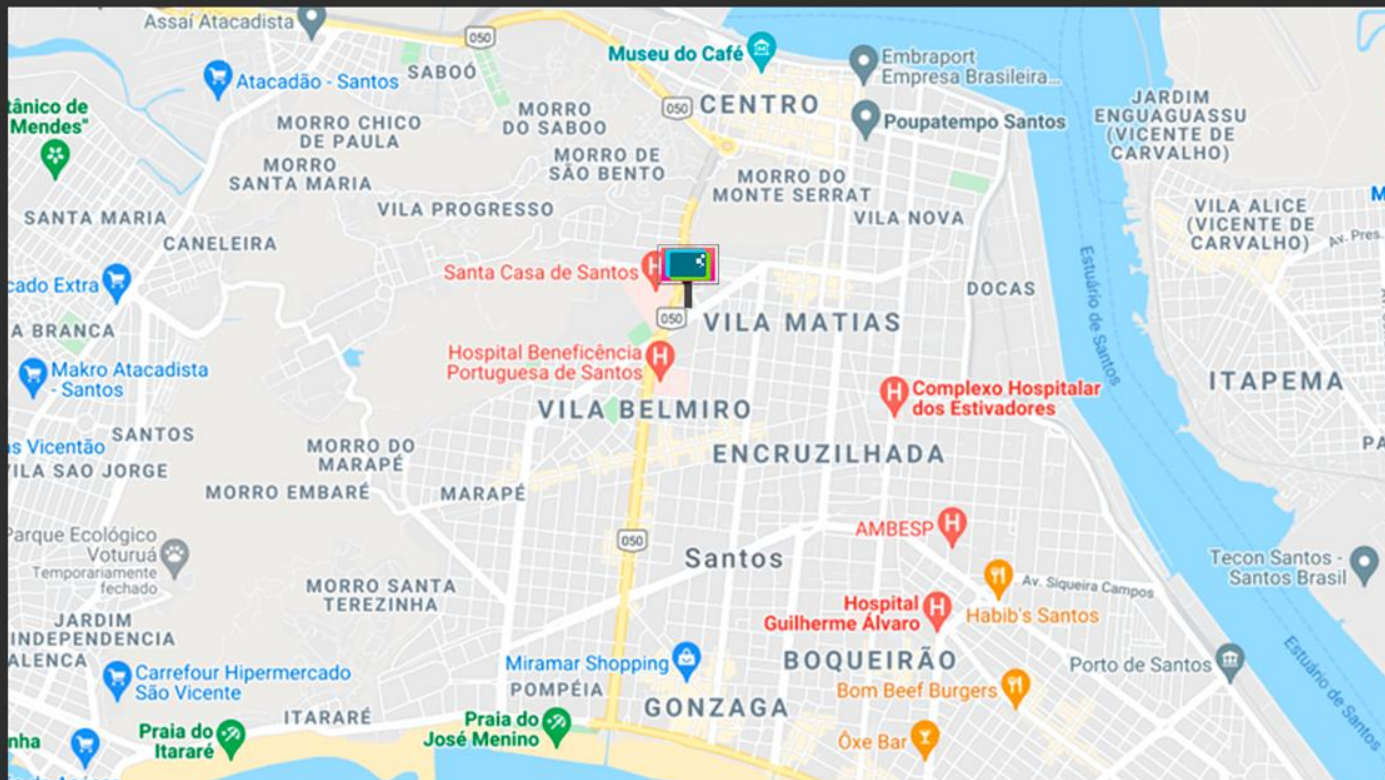 Assaí Atacadista
050
Museu do Café
Embraport
Empresa Brasileira...
SABOÓ
Atacadão - Santos
tânico de
Mendes"
MORRO
DO SABOO
050
CENTRO
JARDIM
ENGUAGUASSU
(VICENTE DE
CARVALHO)
Poupatempo Santos
MORRO CHICO
DE PAULA
MORRO
SANTA MARIA
MORRO DE
SÃO BENTO
MORRO DO
MONTE SERRAT
M
SANTA MARIA
VILA PROGRESSO
VILA NOVA
VILA ALICE
(VICENTE DE
CARVALHO)
Av. Pres.
CANELEIRA
Santa Casa de Santos
H
cado Extra
DOCAS
Estuário de Santos
A BRANCA
050
VILA MATIAS
Hospital Beneficência
Portuguesa de Santos
H
Makro Atacadista
- Santos
Complexo Hospitalar
dos Estivadores
H
ITAPEMA
VILA BELMIRO
SANTOS
as Vicentão
VILA SAO JORGE
MORRO DO
MARAPÉ
ENCRUZILHADA
PA
MORRO EMBARÉ
MARAPÉ
Parque Ecológico
Voturuá
Temporariamente
fechado
050
AMBESP
H
Santos
Tecon Santos -
Santos Brasil
MORRO SANTA
TEREZINHA
Av. Siqueira Campos
Habib's Santos
Hospital
Guilherme Álvaro
H
JARDIM
INDEPENDENCIA
ALENCA
Miramar Shopping
BOQUEIRÃO
Porto de Santos
Estuário de Santos
Carrefour Hipermercado
São Vicente
POMPÉIA
Bom Beef Burgers
GONZAGA
ITARARÉ
Praia do
Itararé
Praia do
José Menino
Ôxe Bar
nha